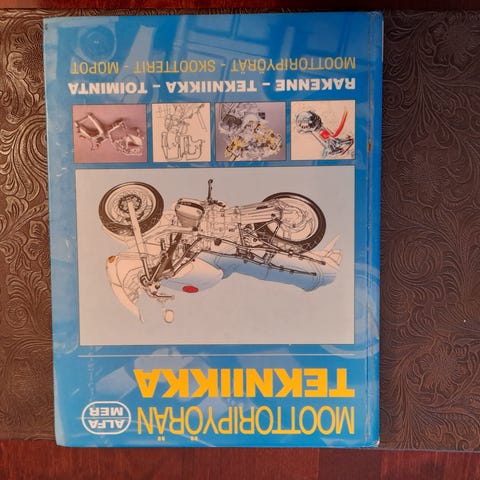 MOOTTORIPYÖRÄN
TEKNIIKKA
ALFA
MER
RAKENNE - TEKNIIKKA - TOIMINTA
MOOTTORIPYÖRÄT - SKOOTTERIT - MOPOT